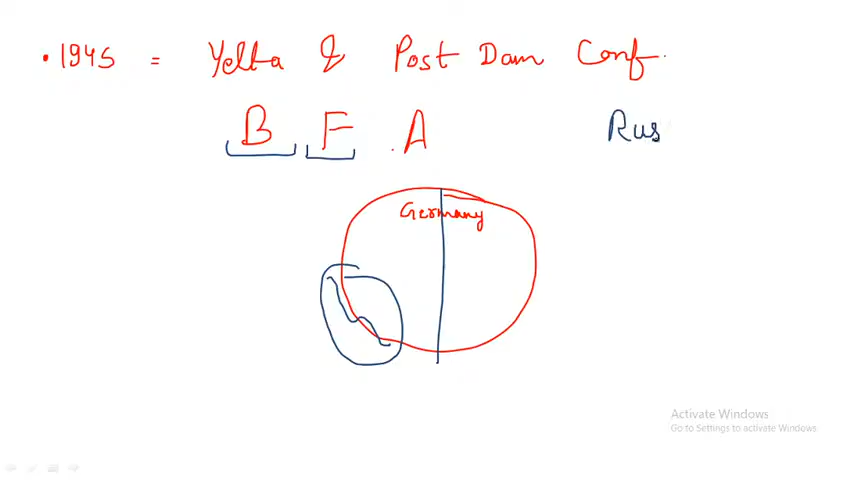 • 1945 = Yelta & Post Dam Conf.
B F A Rus
Germany
Activate Windows
Go to Settings to activate Windows.